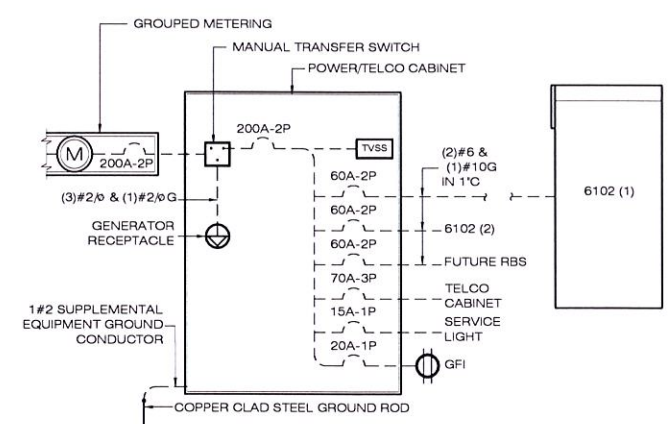 GROUPED METERING
MANUAL TRANSFER SWITCH
POWER/TELCO CABINET
200A-2P
M
200A-2P
TVSS
(2)#6 &
(1)#10G
IN 1"C
60A-2P
6102 (1)
(3)#2/ø & (1)#2/ø G
60A-2P
6102 (2)
GENERATOR
RECEPTACLE
60A-2P
FUTURE RBS
70A-3P
TELCO
CABINET
1#2 SUPPLEMENTAL
EQUIPMENT GROUND
CONDUCTOR
15A-1P
SERVICE
LIGHT
20A-1P
GFI
COPPER CLAD STEEL GROUND ROD